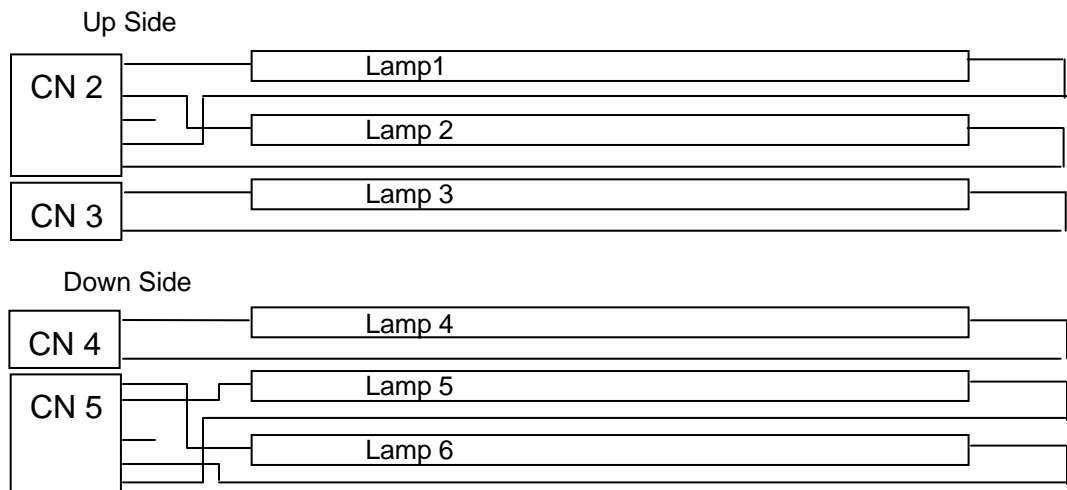 Up Side
CN 2
Lamp1
Lamp 2
CN 3
Lamp 3
Down Side
CN 4
Lamp 4
CN 5
Lamp 5
Lamp 6